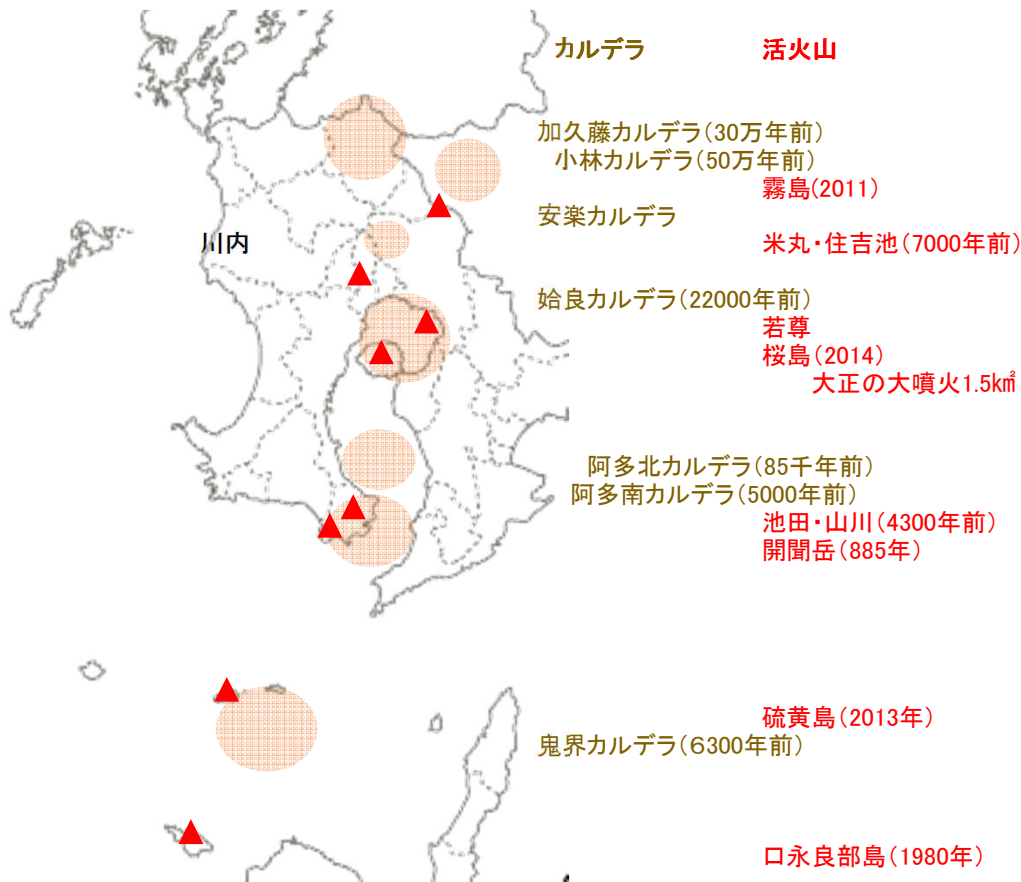 カルデラ 活火山
加久藤カルデラ(30万年前)
小林カルデラ(50万年前)
霧島(2011)
安楽カルデラ
川内
米丸・住吉池(7000年前)
姶良カルデラ(22000年前)
若尊
桜島(2014)
大正の大噴火1.5k㎡
阿多北カルデラ(85千年前)
阿多南カルデラ(5000年前)
池田・山川(4300年前)
開聞岳(885年)
硫黄島(2013年)
鬼界カルデラ(6300年前)
口永良部島(1980年)